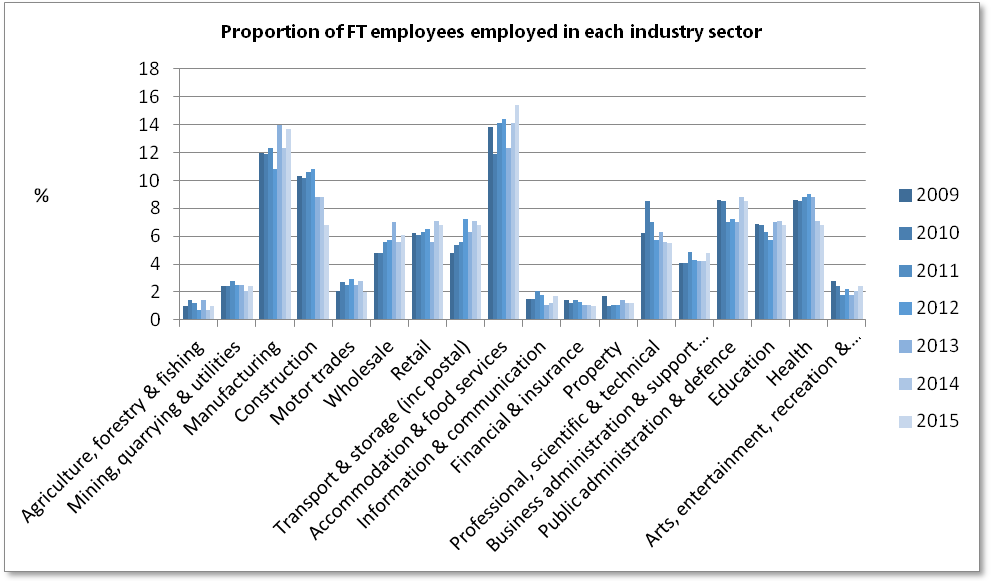 Proportion of FT employees employed in each industry sector
18
16
14
12
10
8
6
4
2
0
%
Agriculture, forestry & fishing
Mining, quarrying & utilities
Manufacturing
Construction
Motor trades
Wholesale
Retail
Transport & storage (inc postal)
Accommodation & food services
Information & communication
Financial & insurance
Property
Professional, scientific & technical
Business administration & support...
Public administration & defence
Education
Health
Arts, entertainment, recreation &...
2009
2010
2011
2012
2013
2014
2015